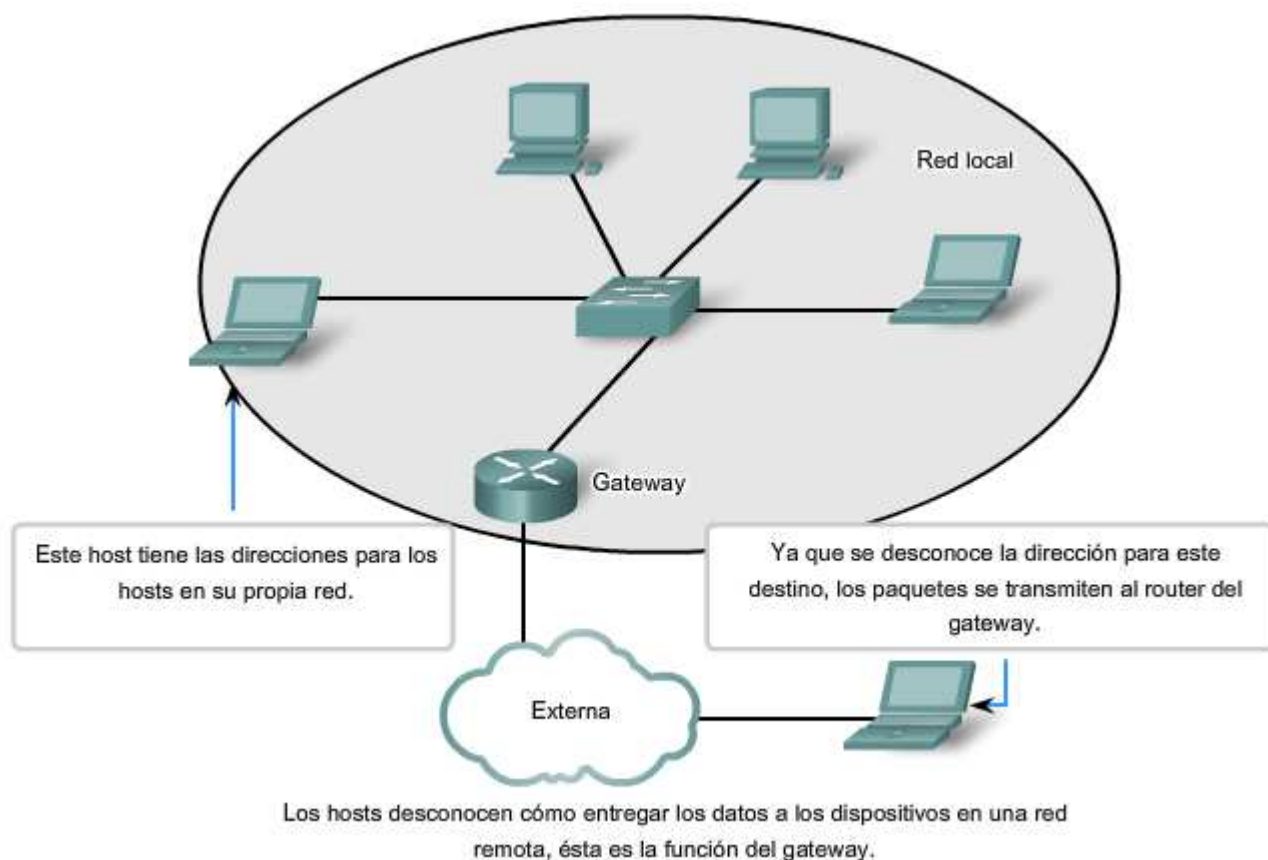 Red local
Gateway
Este host tiene las direcciones para los
hosts en su propia red.
Ya que se desconoce la dirección para este
destino, los paquetes se transmiten al router del
gateway.
Externa
Los hosts desconocen cómo entregar los datos a los dispositivos en una red
remota, ésta es la función del gateway.